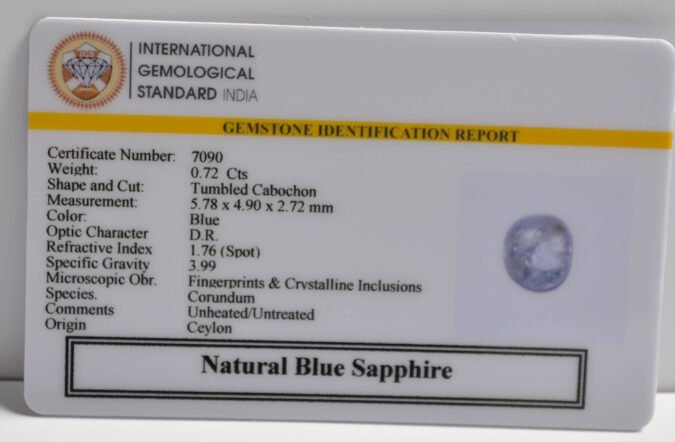 INTERNATIONAL
GEMOLOGICAL
STANDARD INDIA
GEMSTONE IDENTIFICATION REPORT
Certificate Number: 7090
Weight: 0.72 Cts
Shape and Cut: Tumbled Cabochon
Measurement: 5.78 x 4.90 x 2.72 mm
Color: Blue
Optic Character D.R.
Refractive Index 1.76 (Spot)
Specific Gravity 3.99
Microscopic Obr. Fingerprints & Crystalline Inclusions
Species. Corundum
Comments Unheated/Untreated
Origin Ceylon
Natural Blue Sapphire